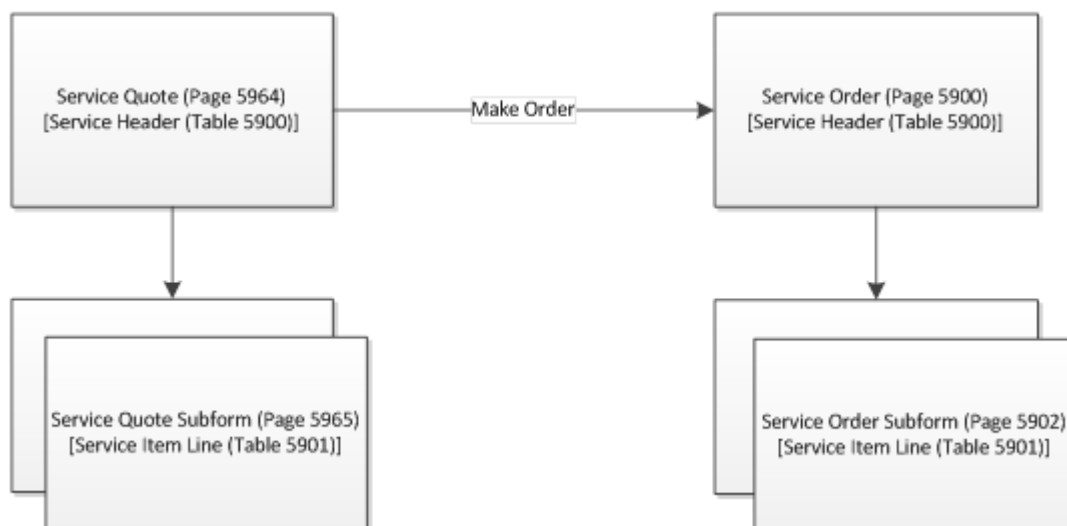 Service Quote (Page 5964)
[Service Header (Table 5900)]
Make Order
Service Order (Page 5900)
[Service Header (Table 5900)]
Service Quote Subform (Page 5965)
[Service Item Line (Table 5901)]
Service Order Subform (Page 5902)
[Service Item Line (Table 5901)]